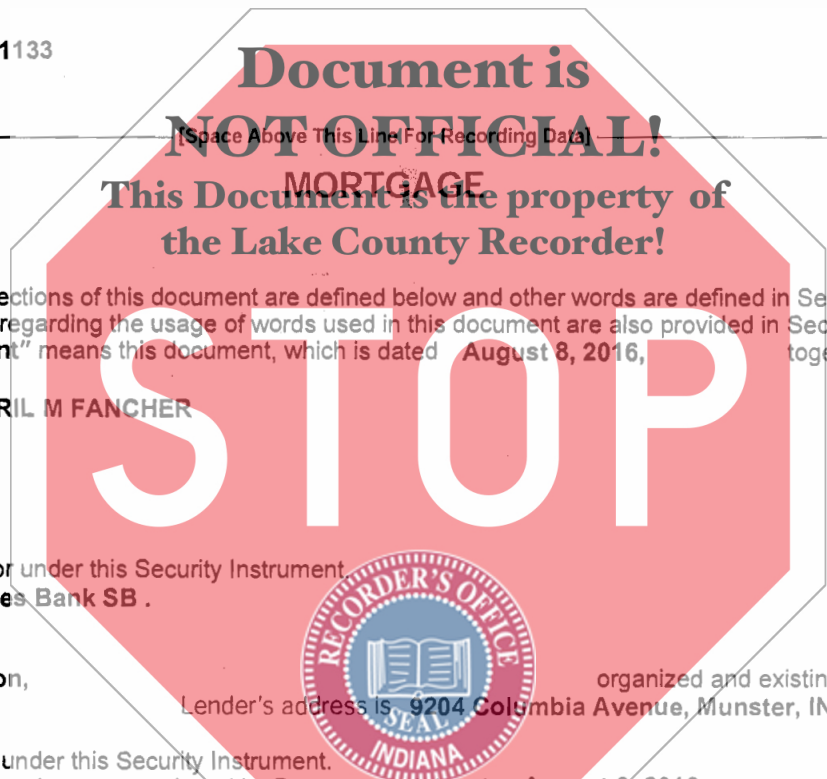 1133
Document is
[Space Above This Line For Recording Data]
NOT OFFICIAL!
MORTGAGE
This Document is the property of
the Lake County Recorder!
ections of this document are defined below and other words are defined in Se
regarding the usage of words used in this document are also provided in Sec
nt" means this document, which is dated August 8, 2016, toge
RIL M FANCHER
STOP
or under this Security Instrument.
es Bank SB .
RECORDER'S OFFICE
on, organized and existin
Lender's address is 9204 Columbia Avenue, Munster, IN
SEAL
INDIANA
under this Security Instrument.